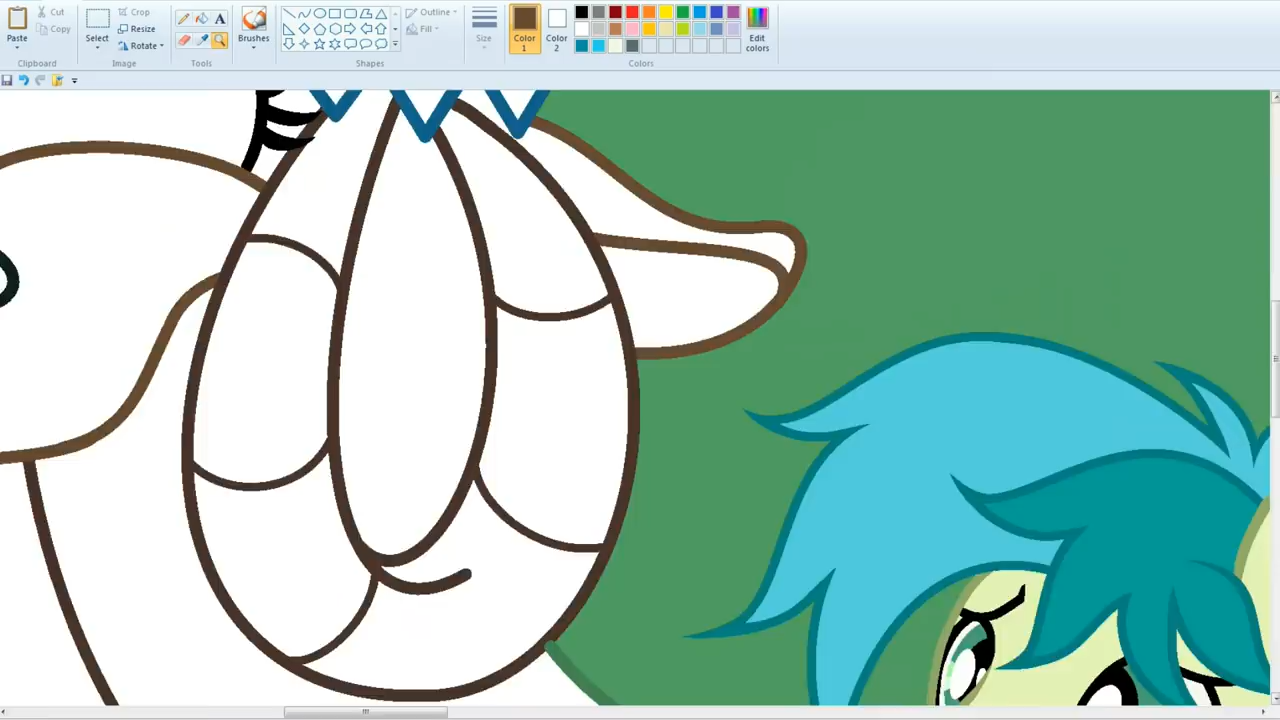 Paste
Cut
Copy
Clipboard
Select
Crop
Resize
Rotate
Image
A
Tools
Brushes
Shapes
Outline
Fill
Size
Color
1
Color
2
Edit
colors
Colors